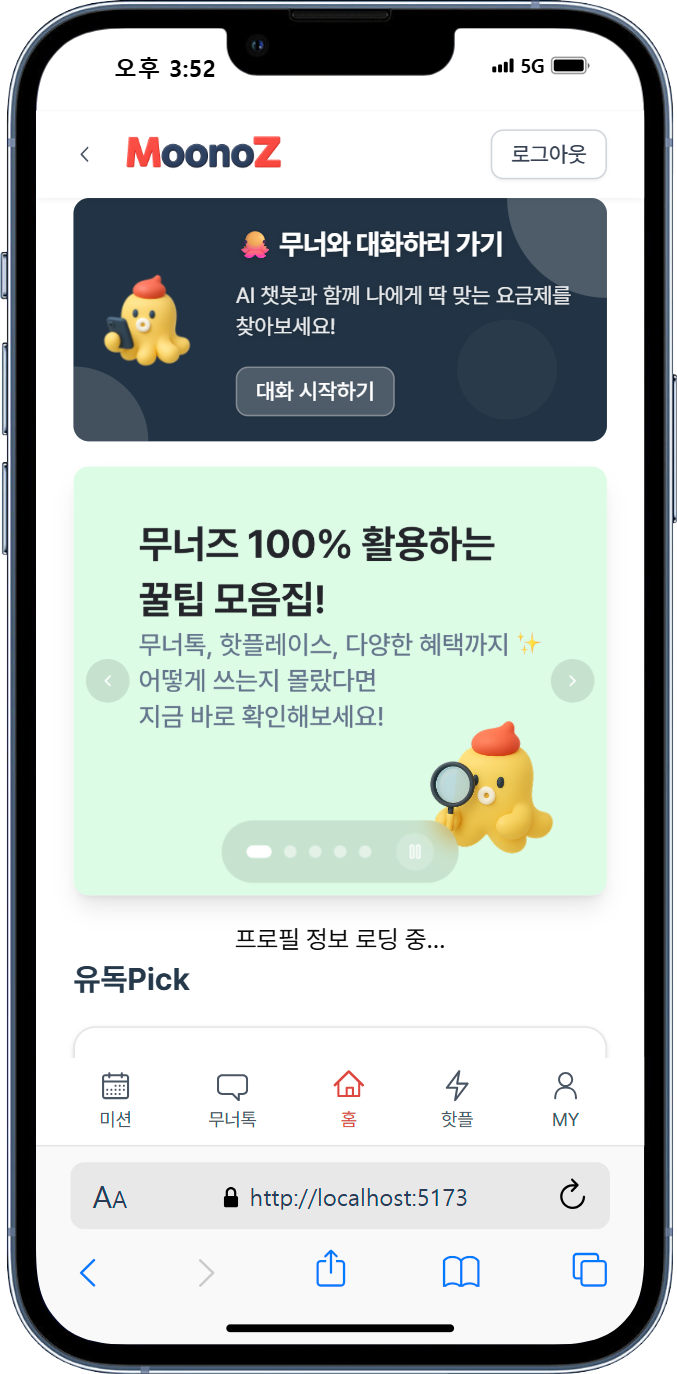 오후 3:52
5G
MoonoZ
로그아웃
무너와 대화하러 가기
AI 챗봇과 함께 나에게 딱 맞는 요금제를
찾아보세요!
대화 시작하기
무너즈 100% 활용하는
꿀팁 모음집!
무너톡, 핫플레이스, 다양한 혜택까지 ✨
어떻게 쓰는지 몰랐다면
지금 바로 확인해보세요!
프로필 정보 로딩 중...
유독Pick
미션
무너톡
홈
핫플
MY
AA
http://localhost:5173